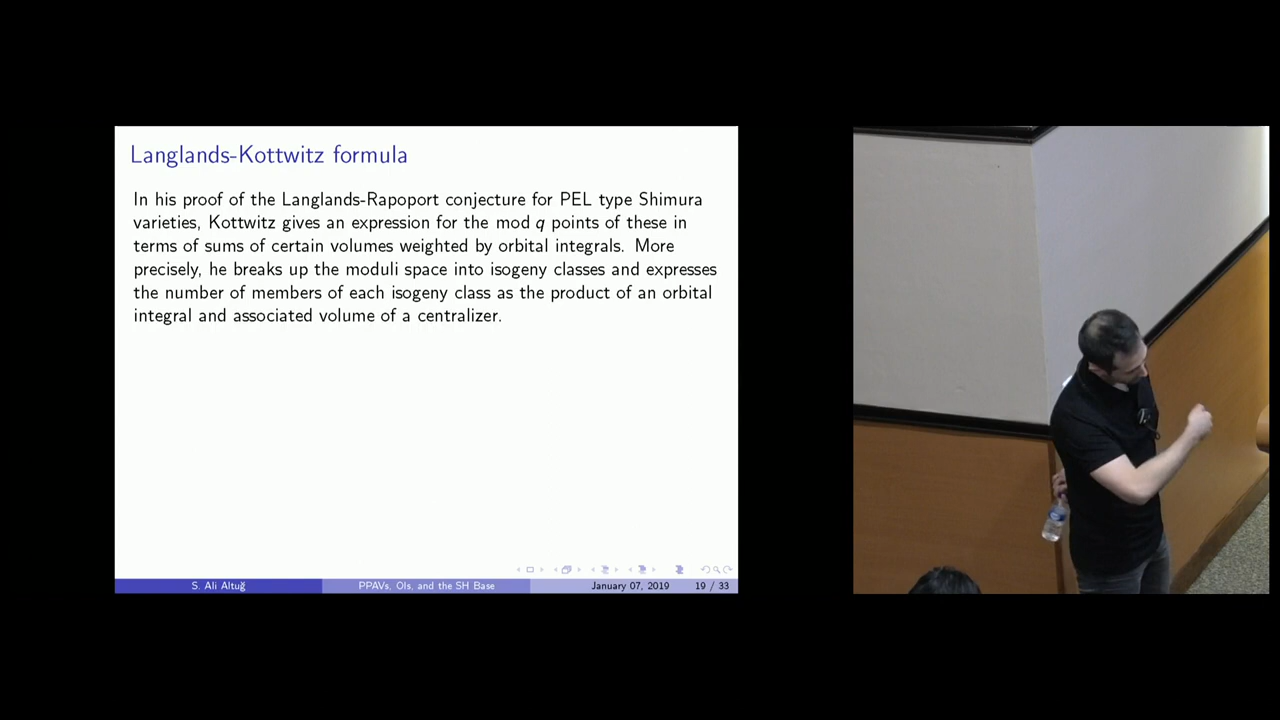 Langlands-Kottwitz formula
In his proof of the Langlands-Rapoport conjecture for PEL type Shimura
varieties, Kottwitz gives an expression for the mod q points of these in
terms of sums of certain volumes weighted by orbital integrals. More
precisely, he breaks up the moduli space into isogeny classes and expresses
the number of members of each isogeny class as the product of an orbital
integral and associated volume of a centralizer.
S. Ali Altuğ PPAVs, OIs, and the SH Base January 07, 2019 19 / 33